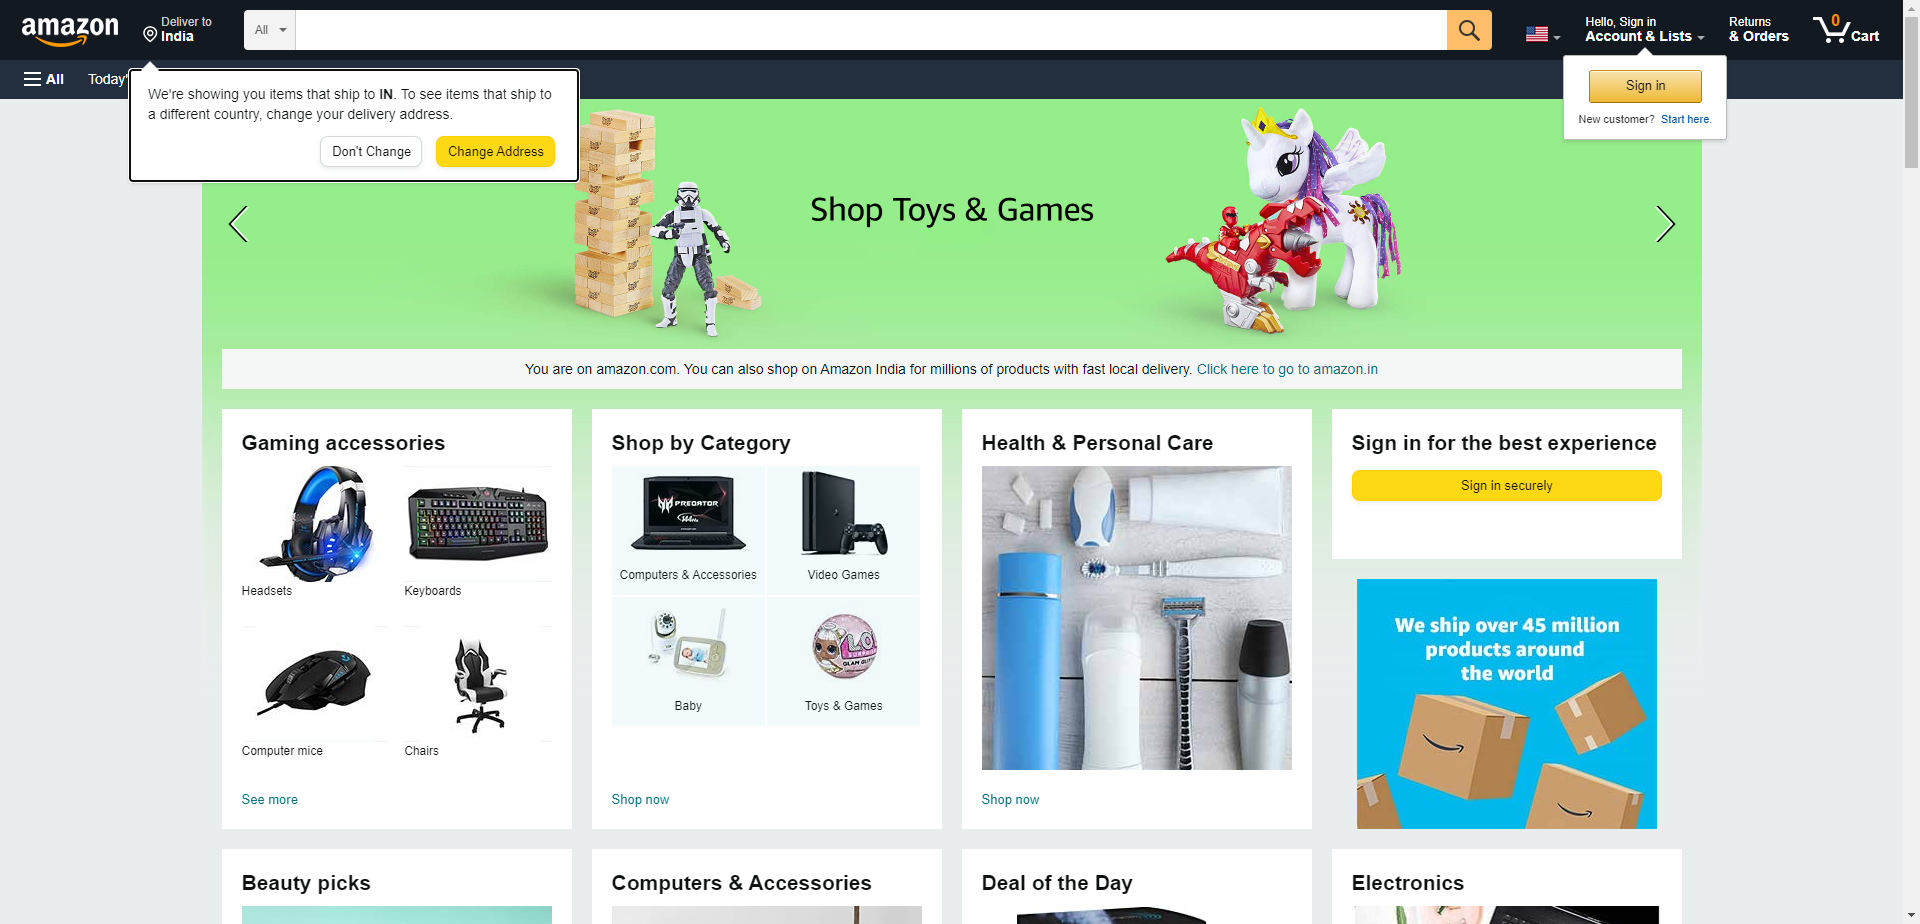 amazon
Deliver to
India
All
Hello, Sign in
Account & Lists
Returns
& Orders
0
Cart
All
Today'
We're showing you items that ship to IN. To see items that ship to
a different country, change your delivery address.
Don't Change
Change Address
Sign in
New customer? Start here.
Shop Toys & Games
You are on amazon.com. You can also shop on Amazon India for millions of products with fast local delivery. Click here to go to amazon.in
Gaming accessories
Headsets
Keyboards
Computer mice
Chairs
See more
Shop by Category
PREDATOR
Computers & Accessories
Video Games
Baby
L.O.L
SURPRISE
GLAM GLITTER
Toys & Games
Shop now
Health & Personal Care
Shop now
Sign in for the best experience
Sign in securely
We ship over 45 million
products around
the world
Beauty picks
Computers & Accessories
Deal of the Day
Electronics